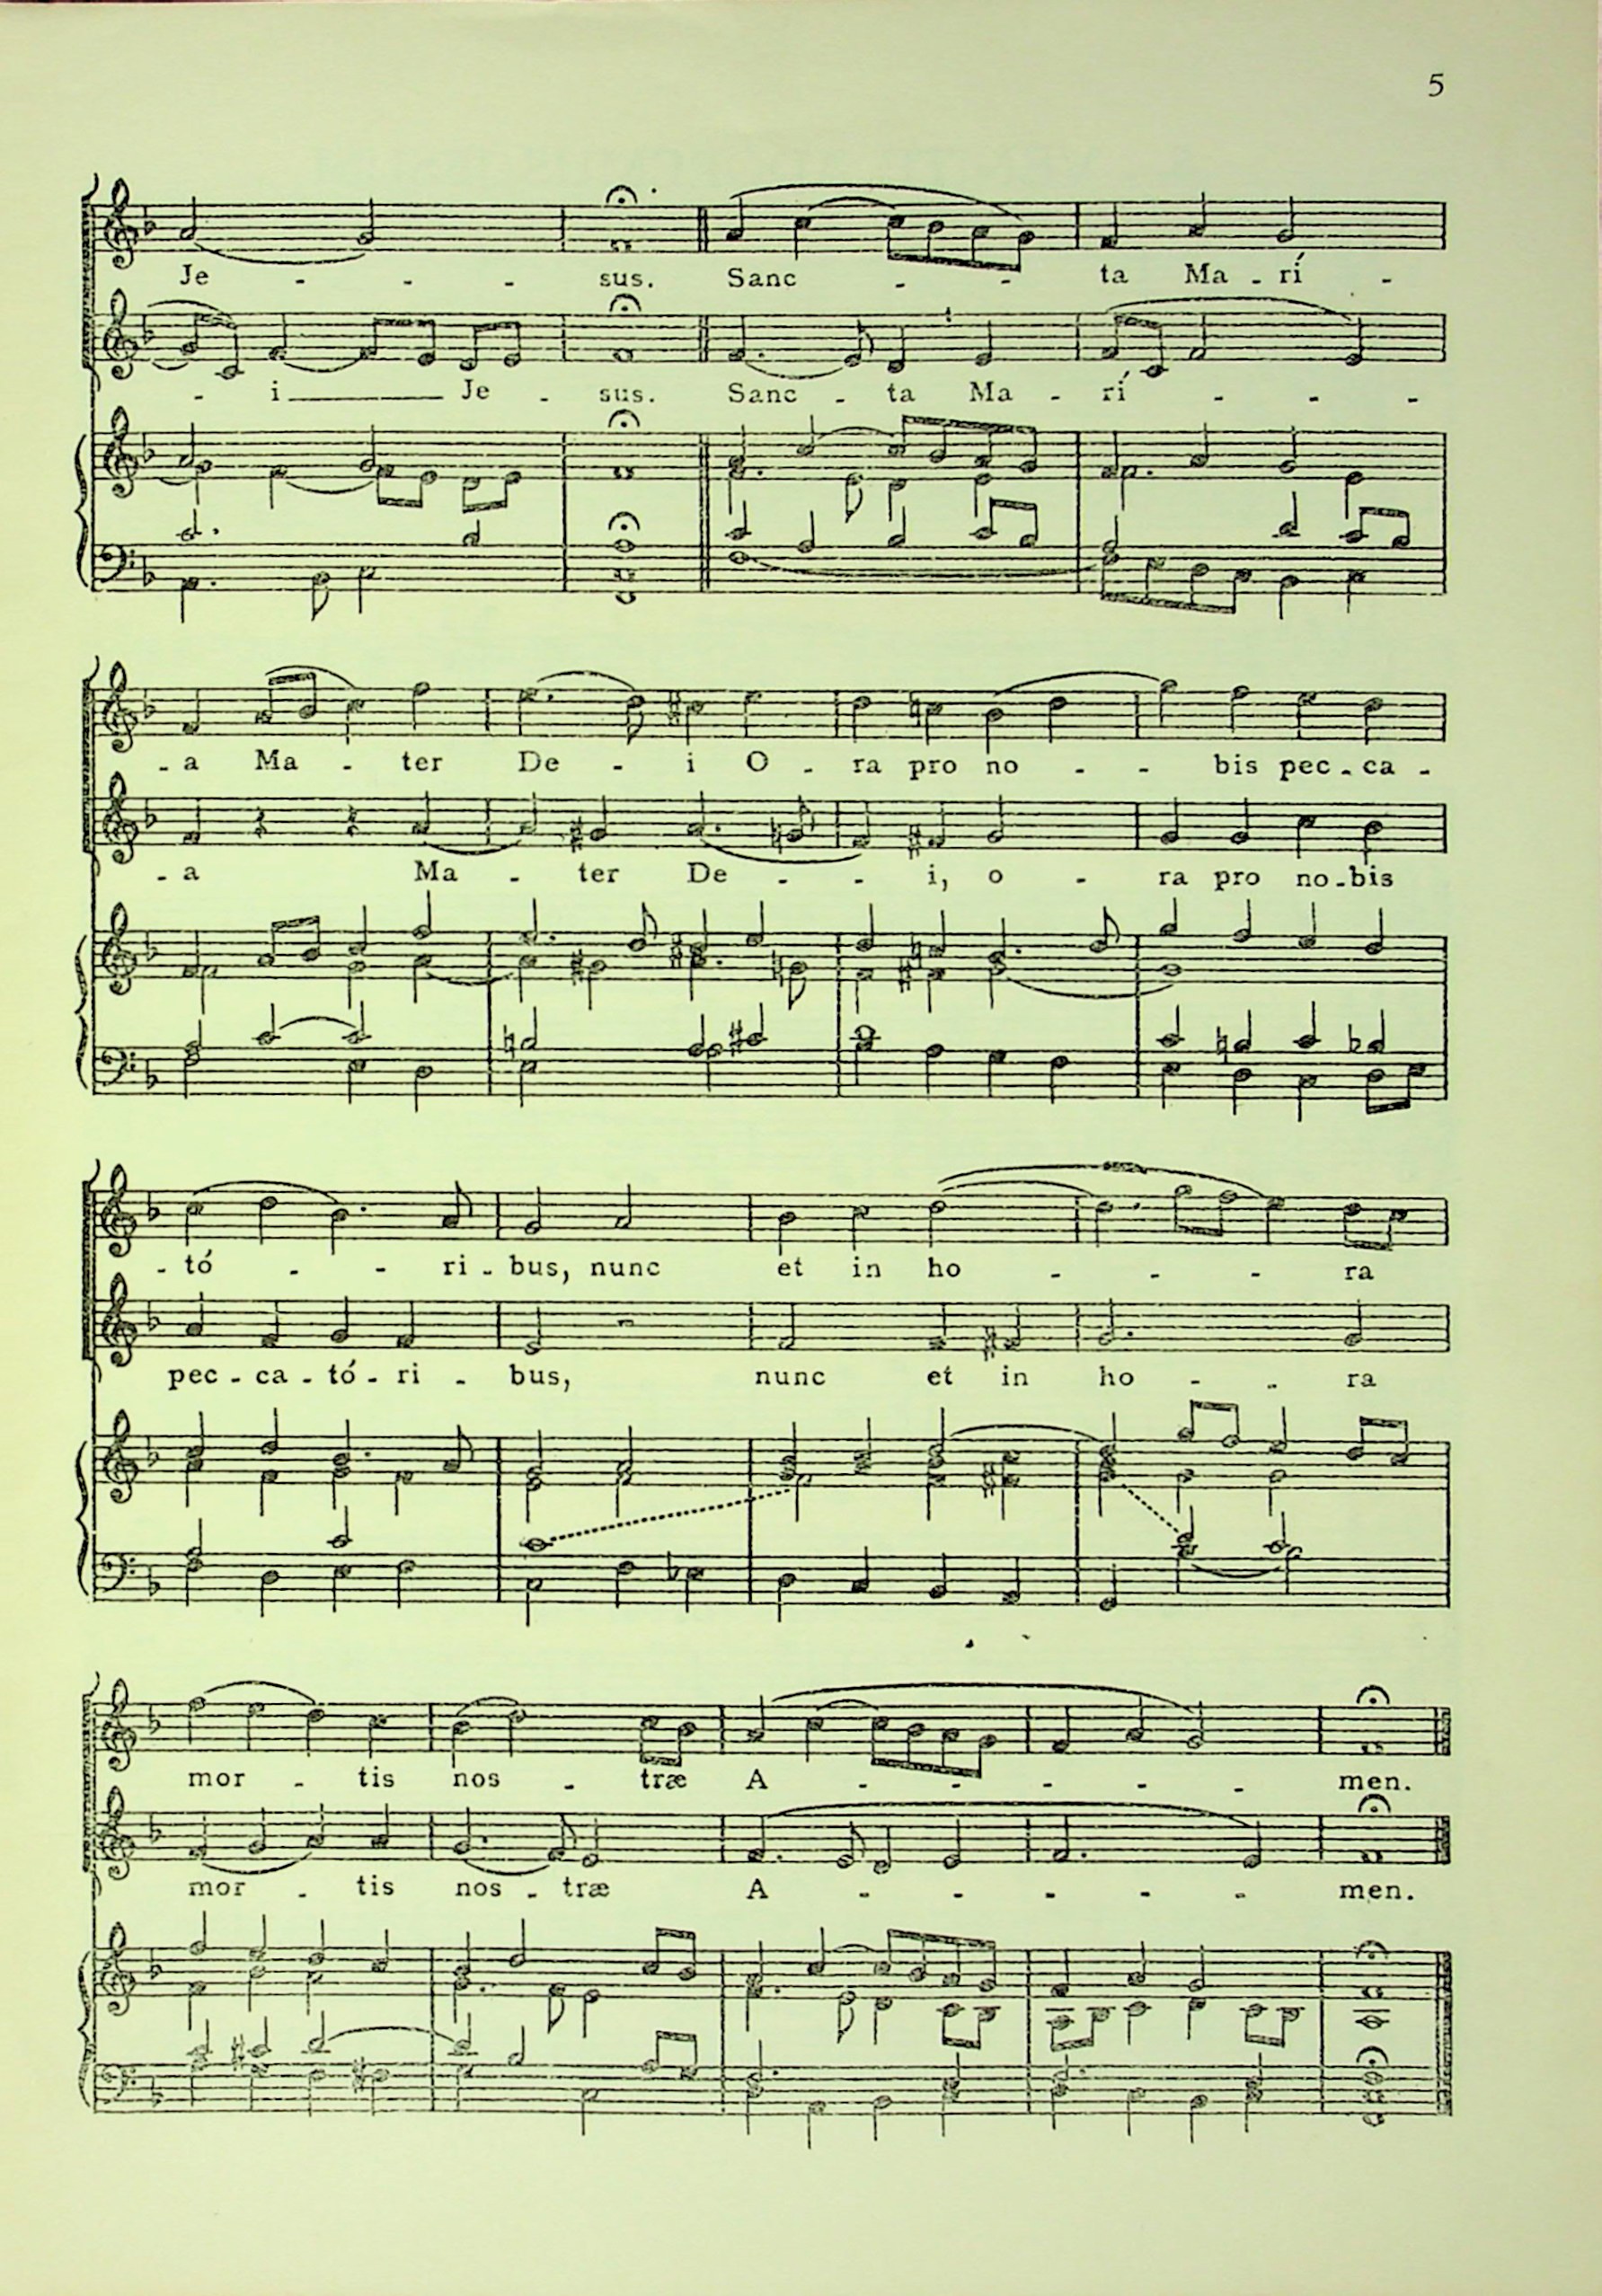 5
Je - - - sus. Sanc - - ta Ma - rí -
- i Je - sus. Sanc - ta Ma - rí - - -
- a Ma - ter De - i O - ra pro no - - bis pec - ca -
- a Ma - ter De - - i, o - ra pro no - bis
- tó - - ri - bus, nunc et in ho - - - ra
pec - ca - tó - ri - bus, nunc et in ho - - ra
mor - tis nos - træ A - - - - - men.
mor - tis nos - træ A - - - - - men.